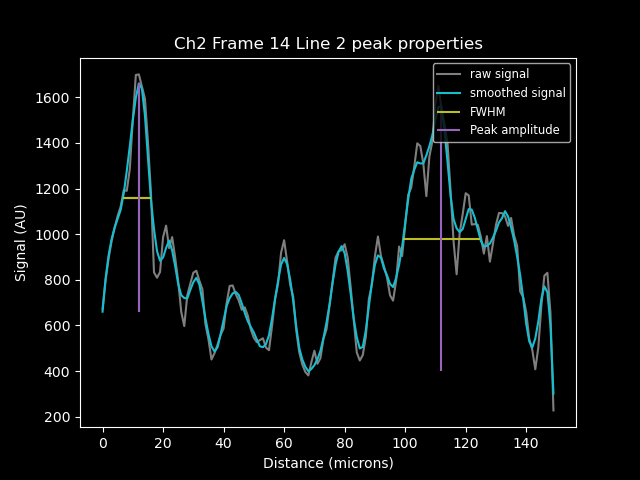 Ch2 Frame 14 Line 2 peak properties
raw signal
smoothed signal
FWHM
Peak amplitude
Signal (AU)
1600
1400
1200
1000
800
600
400
200
0 20 40 60 80 100 120 140
Distance (microns)